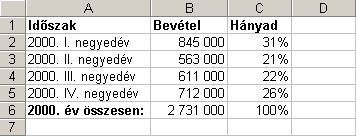 A B C D
1 Időszak Bevétel Hányad
2 2000. I. negyedév 845 000 31%
3 2000. II. negyedév 563 000 21%
4 2000. III. negyedév 611 000 22%
5 2000. IV. negyedév 712 000 26%
6 2000. év összesen: 2 731 000 100%
7